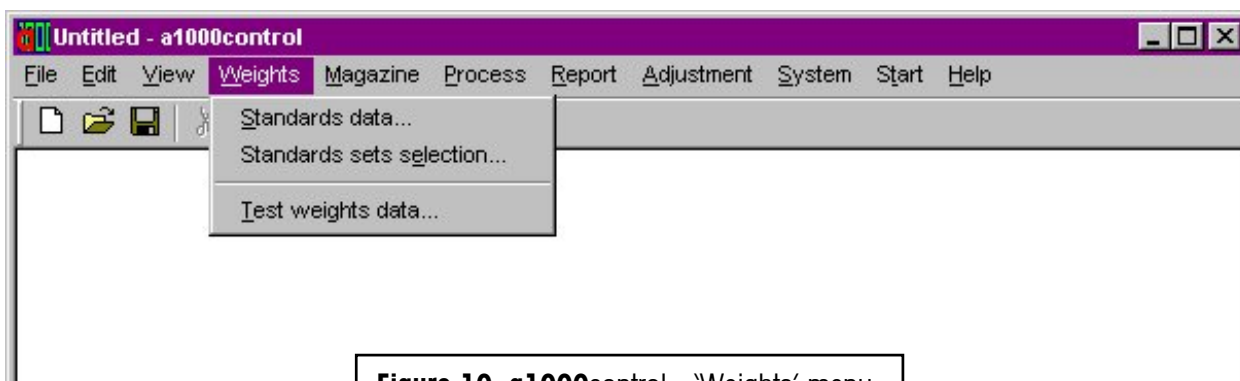 Untitled - a1000control
File Edit View Weights Magazine Process Report Adjustment System Start Help
Standards data...
Standards sets selection...
Test weights data...
Figure 10 a1000control – ‘Weights’ menu